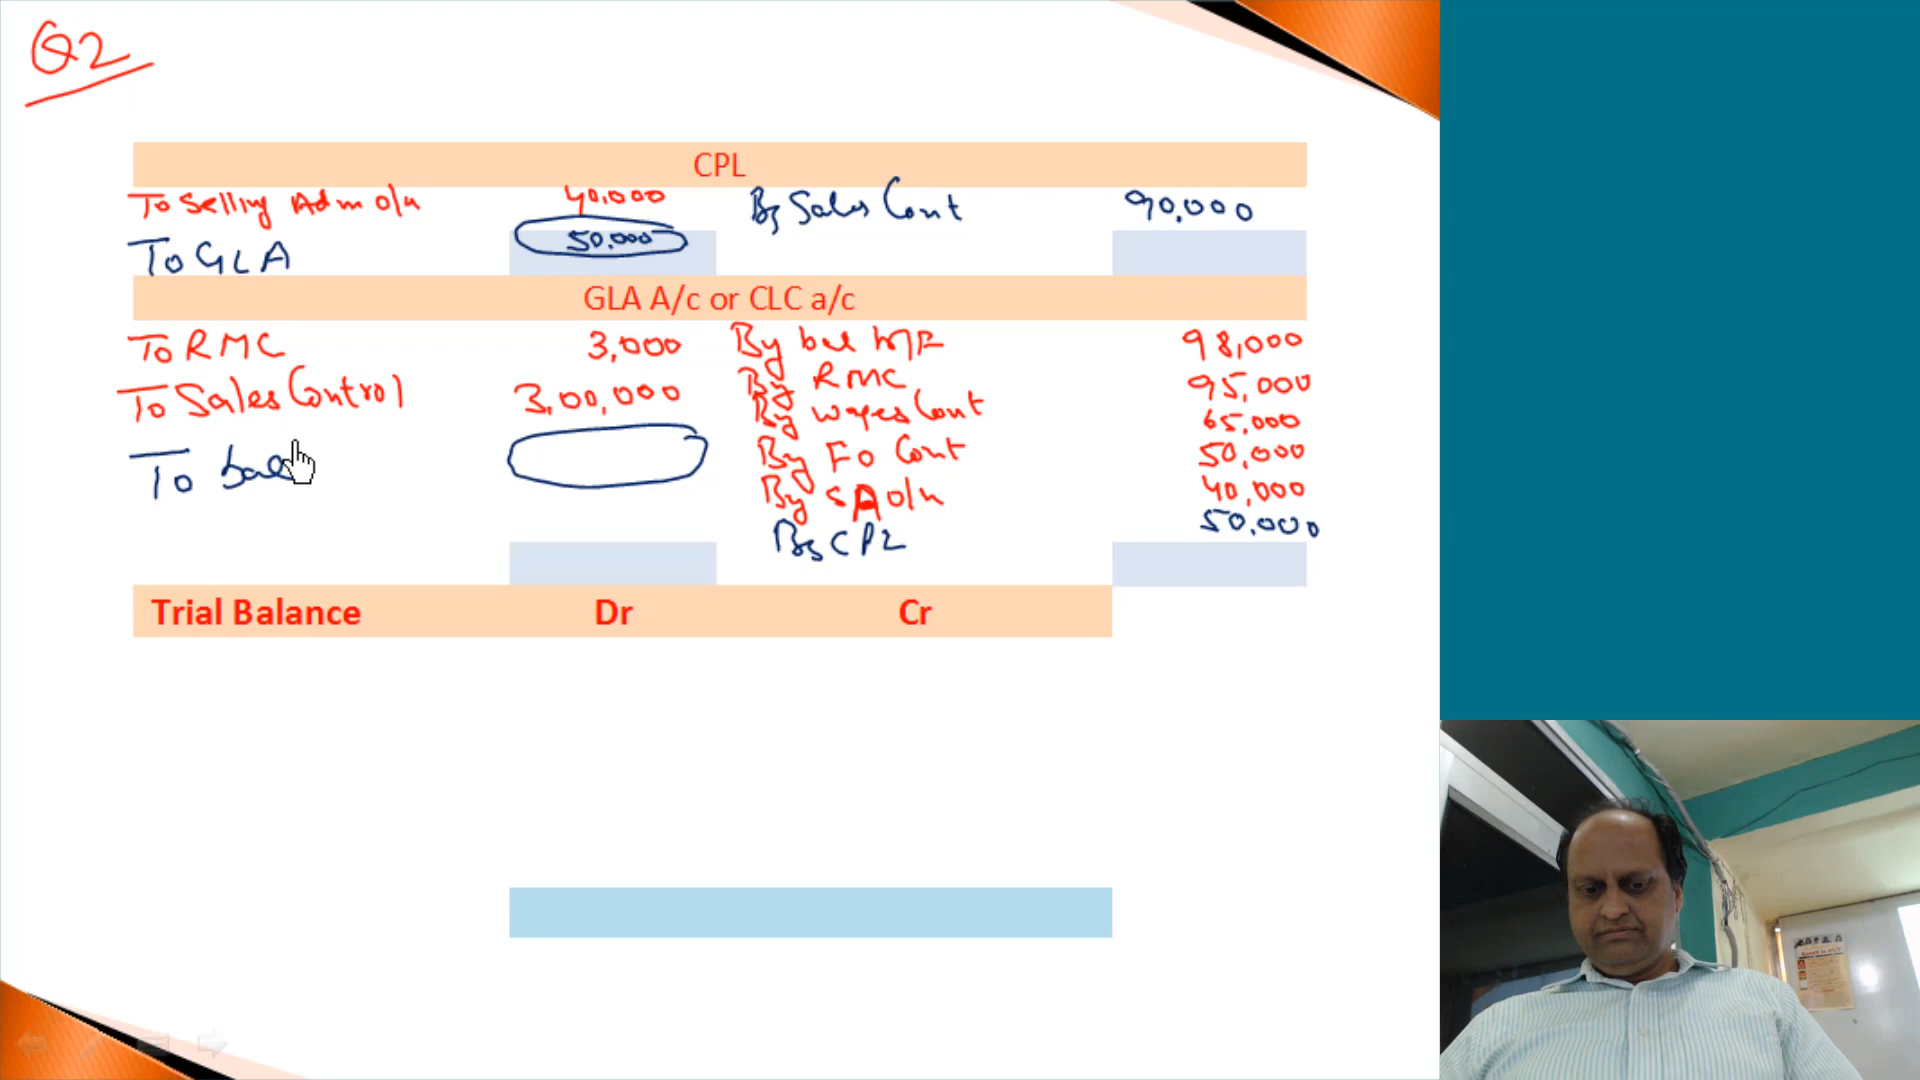 Q2
CPL
To Selling Adm o/h 40,000 By Sales Cont 90,000
To GLA 50,000
GLA A/c or CLC a/c
To RMC 3,000 By bal b/f 98,000
To Sales Control 3,00,000 By RMC 95,000
By Wages Cont 65,000
To bal By FO Cont 50,000
By SA o/h 40,000
By CPL 50,000
Trial Balance Dr Cr